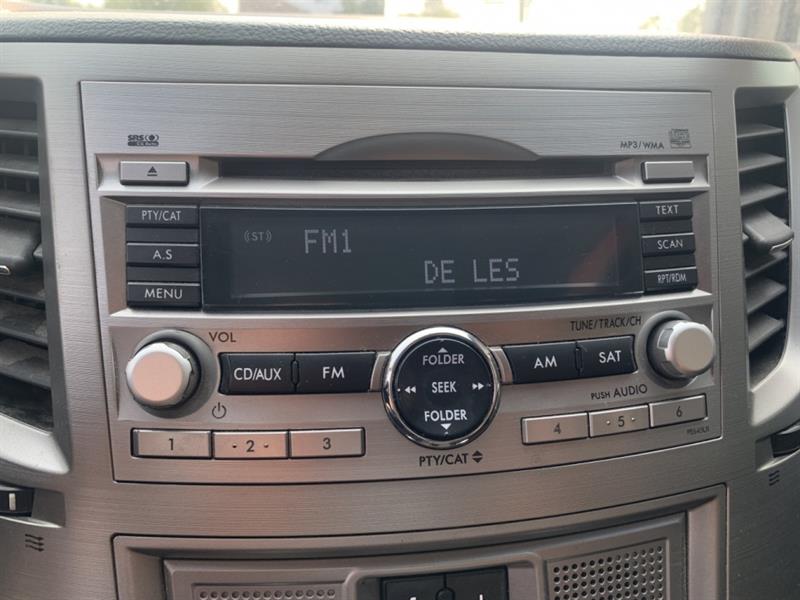 SRS
MP3/WMA
PTY/CAT
TEXT
(ST) FM1
A.S
SCAN
DE LES
MENU
RPT/RDM
VOL
TUNE/TRACK/CH
CD/AUX
FM
FOLDER
SEEK
FOLDER
AM
SAT
PUSH AUDIO
1
2
3
4
5
6
PTY/CAT